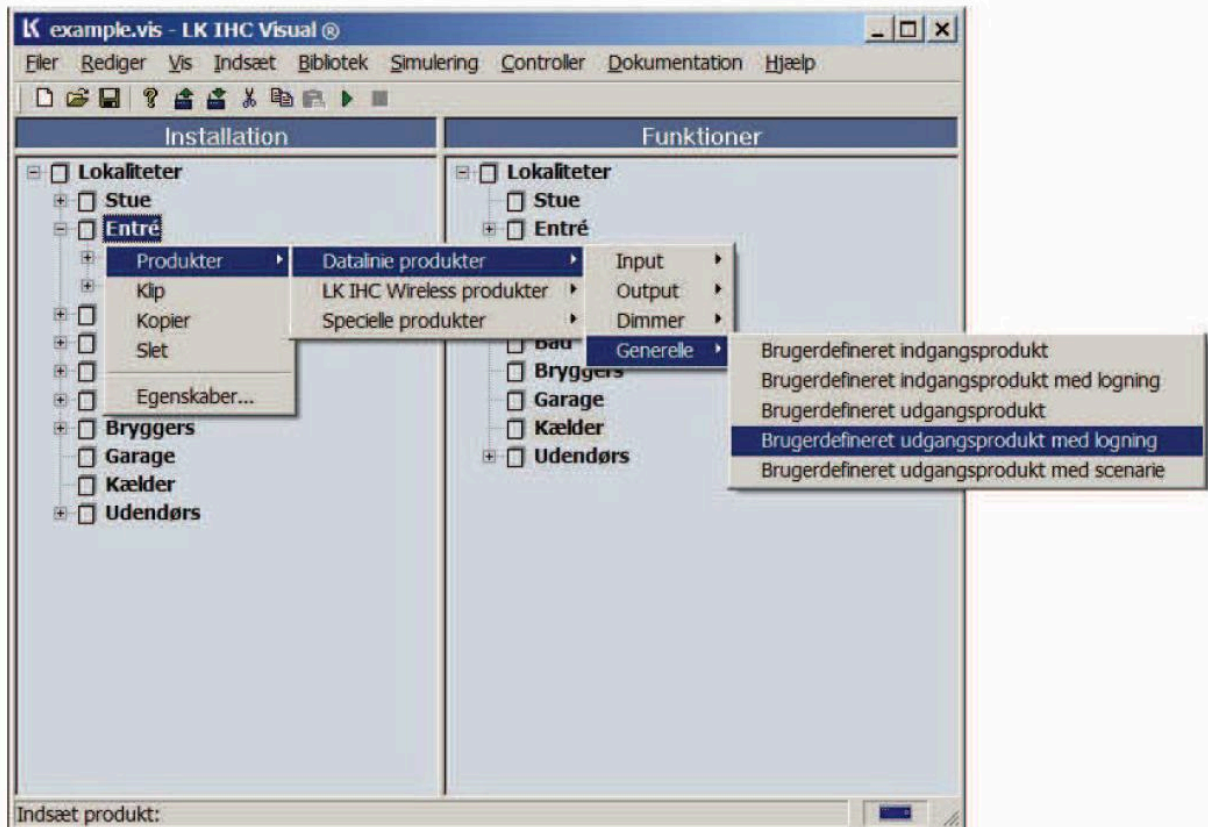 K example.vis - LK IHC Visual ®
Filer Rediger Vis Indsæt Bibliotek Simulering Controller Dokumentation Hjælp
Installation
Funktioner
Lokaliteter
Stue
Entré
Produkter
Klip
Kopier
Slet
Egenskaber...
Bryggers
Garage
Kælder
Udendørs
Datalinie produkter
LK IHC Wireless produkter
Specielle produkter
Input
Output
Dimmer
Generelle
Brugerdefineret indgangsprodukt
Brugerdefineret indgangsprodukt med logning
Brugerdefineret udgangsprodukt
Brugerdefineret udgangsprodukt med logning
Brugerdefineret udgangsprodukt med scenarie
Lokaliteter
Stue
Entré
Bad
Bryggers
Garage
Kælder
Udendørs
Indsæt produkt: